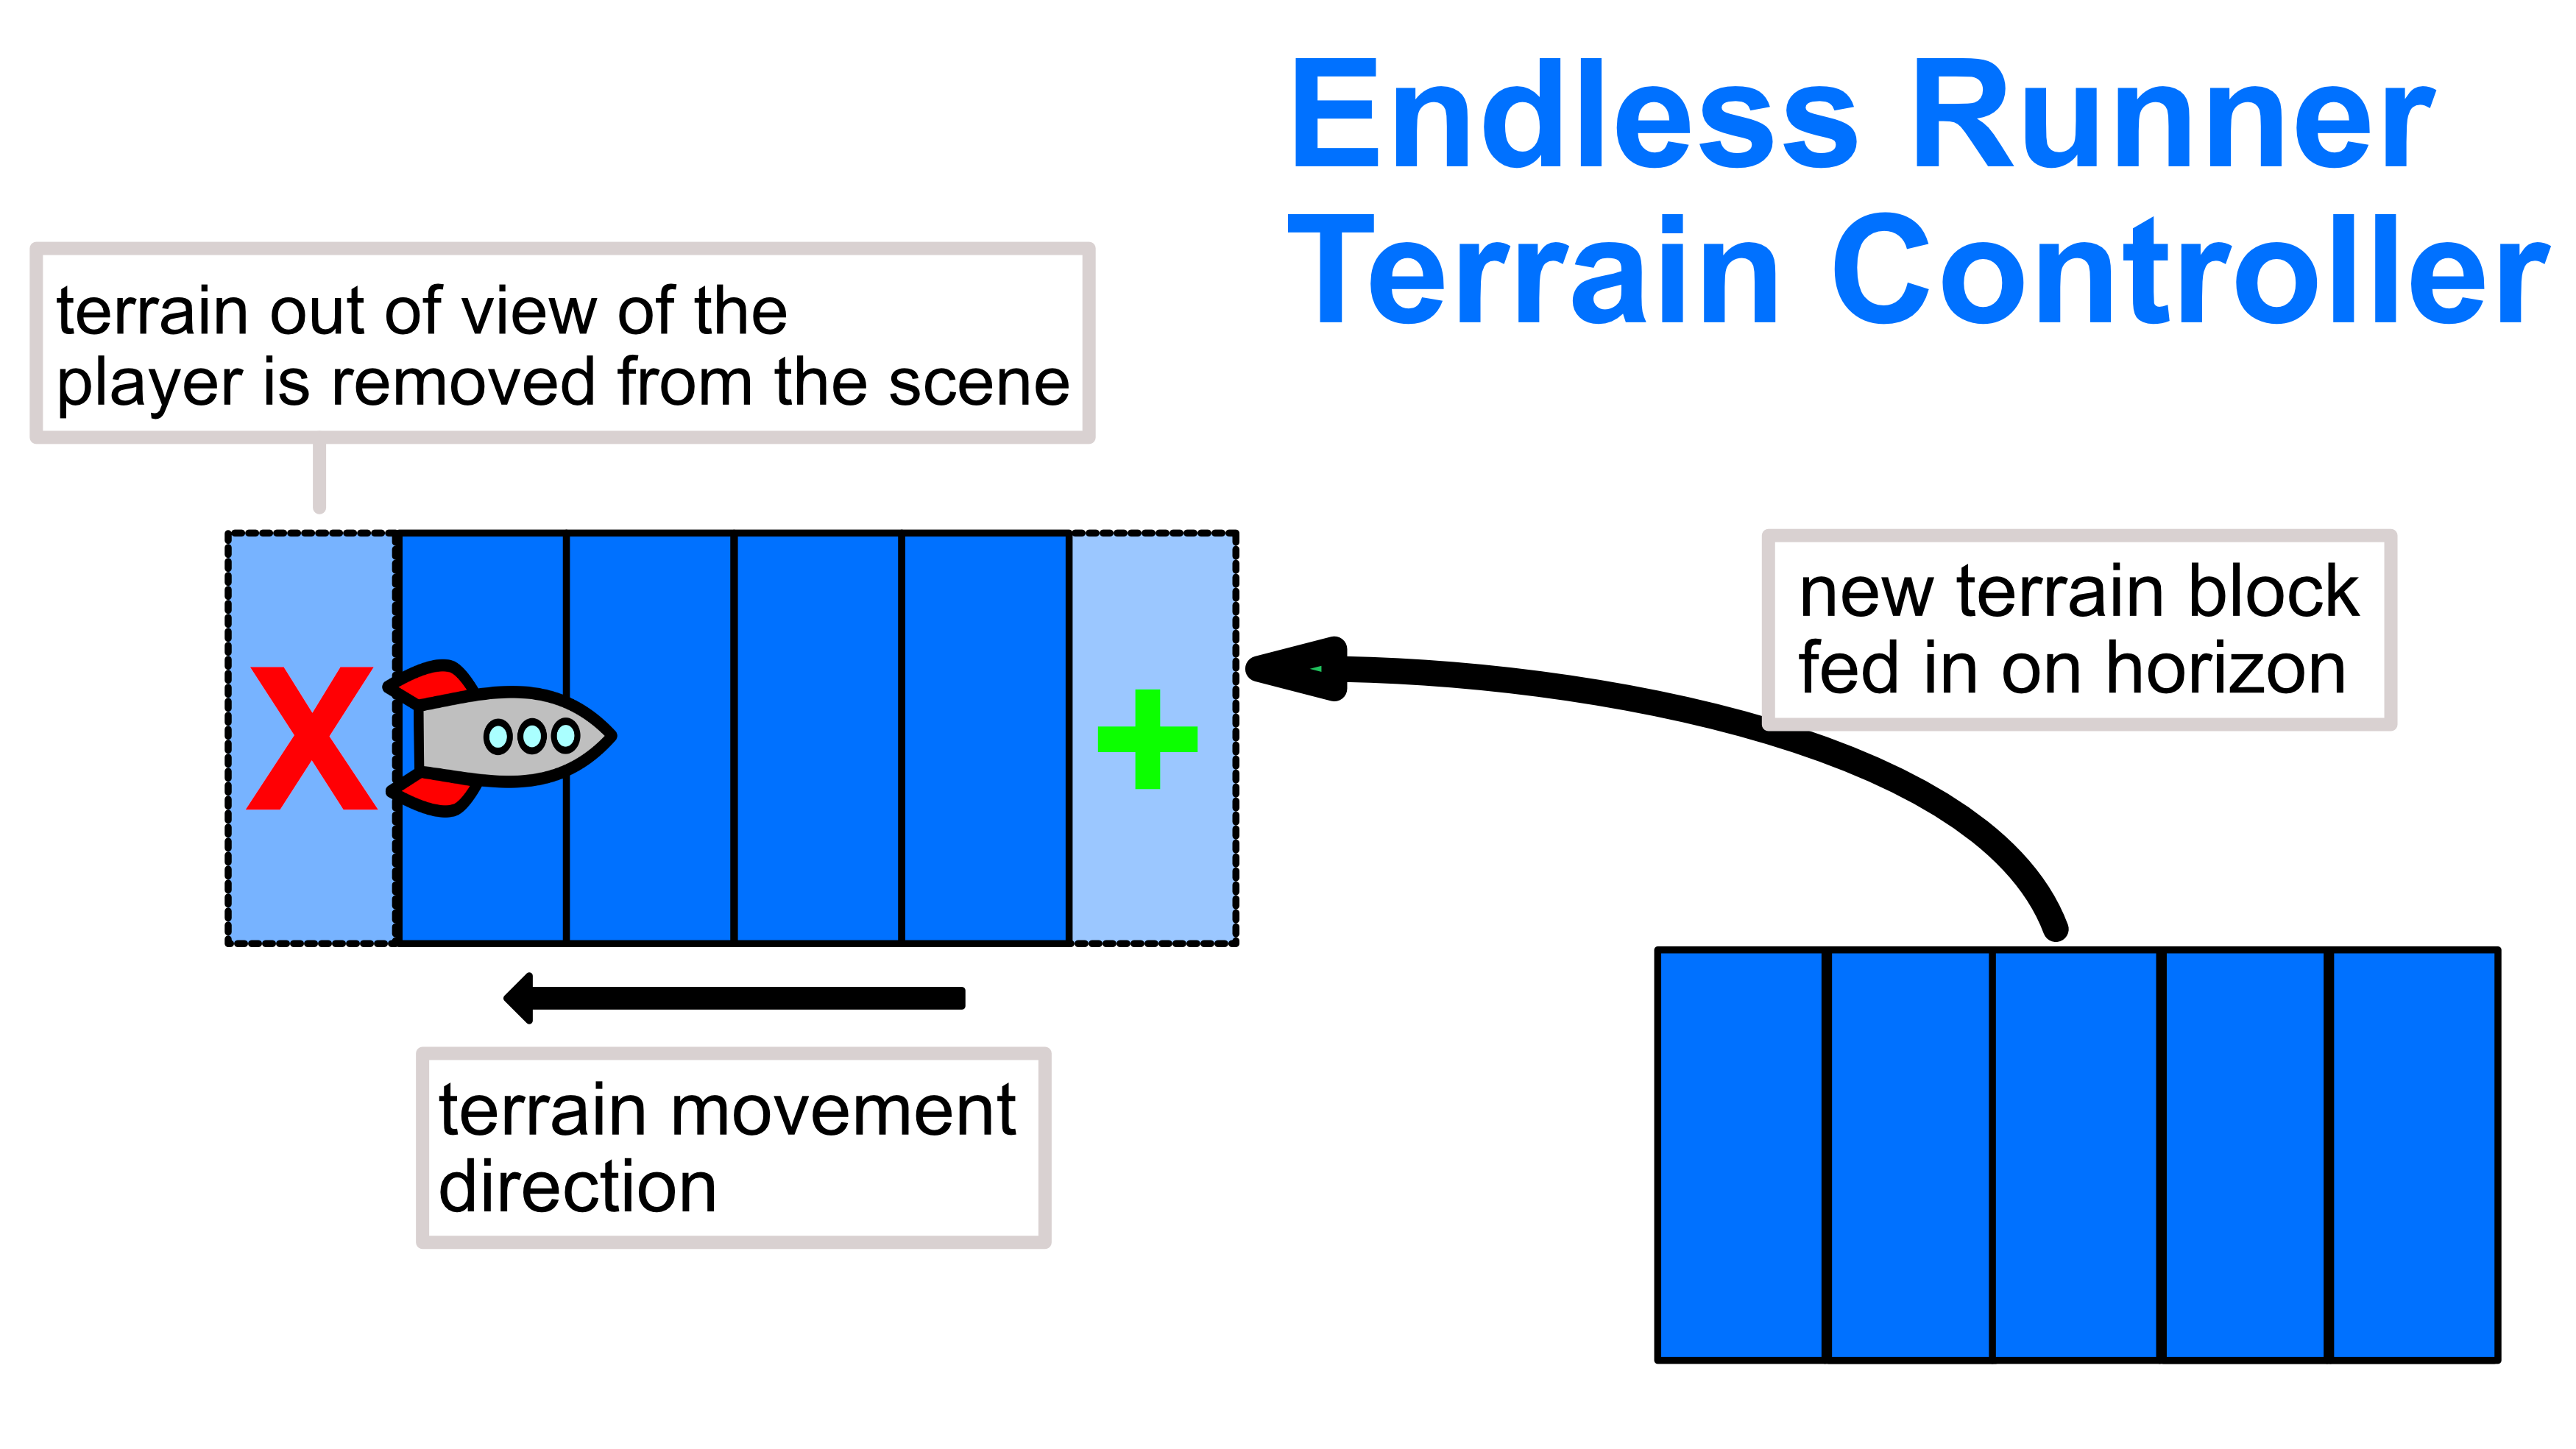 Endless Runner
Terrain Controller
terrain out of view of the
player is removed from the scene
new terrain block
fed in on horizon
X
+
terrain movement
direction